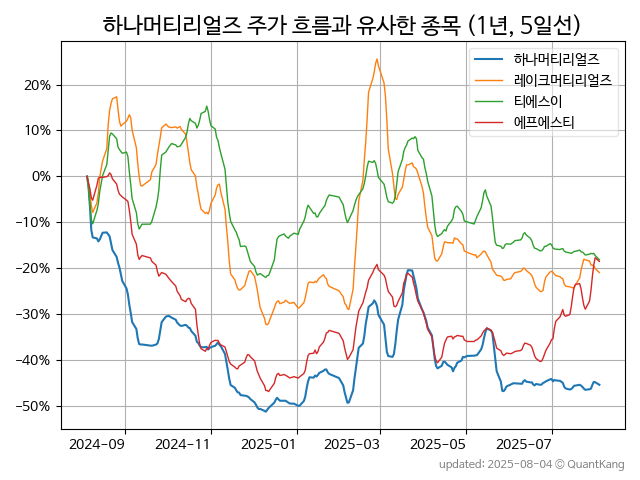 하나머티리얼즈 주가 흐름과 유사한 종목 (1년, 5일선)
하나머티리얼즈
레이크머티리얼즈
티에스이
에프에스티
20%
10%
0%
−10%
−20%
−30%
−40%
−50%
2024−09
2024−11
2025−01
2025−03
2025−05
2025−07
updated: 2025-08-04 © QuantKang